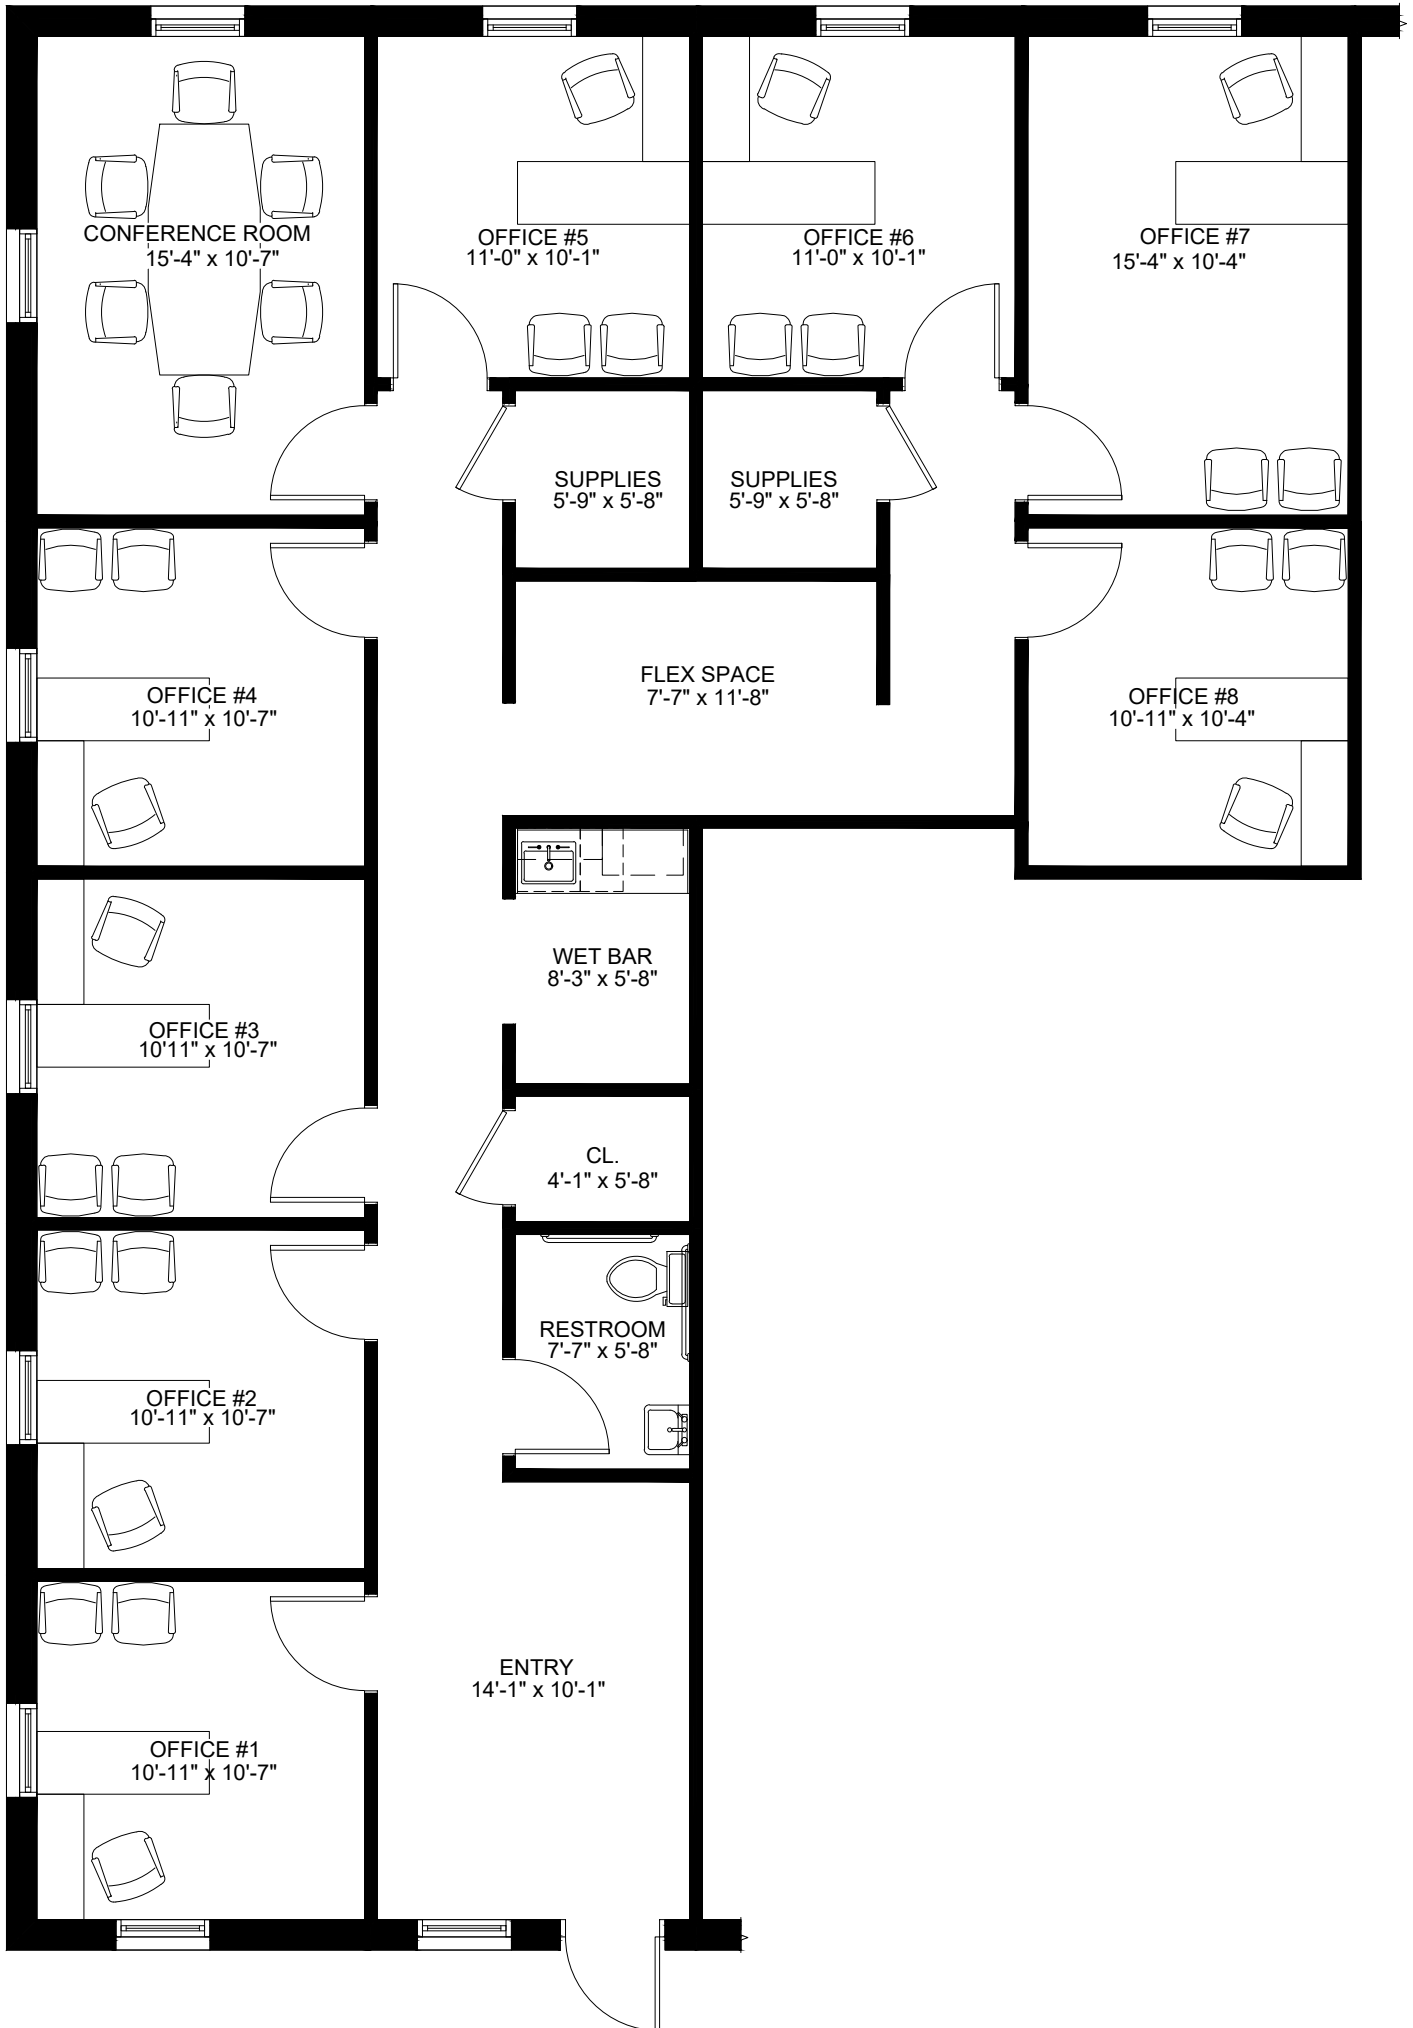 CONFERENCE ROOM
15'-4" x 10'-7"
OFFICE #5
11'-0" x 10'-1"
OFFICE #6
11'-0" x 10'-1"
OFFICE #7
15'-4" x 10'-4"
SUPPLIES
5'-9" x 5'-8"
SUPPLIES
5'-9" x 5'-8"
OFFICE #4
10'-11" x 10'-7"
FLEX SPACE
7'-7" x 11'-8"
OFFICE #8
10'-11" x 10'-4"
WET BAR
8'-3" x 5'-8"
OFFICE #3
10'11" x 10'-7"
CL.
4'-1" x 5'-8"
RESTROOM
7'-7" x 5'-8"
OFFICE #2
10'-11" x 10'-7"
ENTRY
14'-1" x 10'-1"
OFFICE #1
10'-11" x 10'-7"